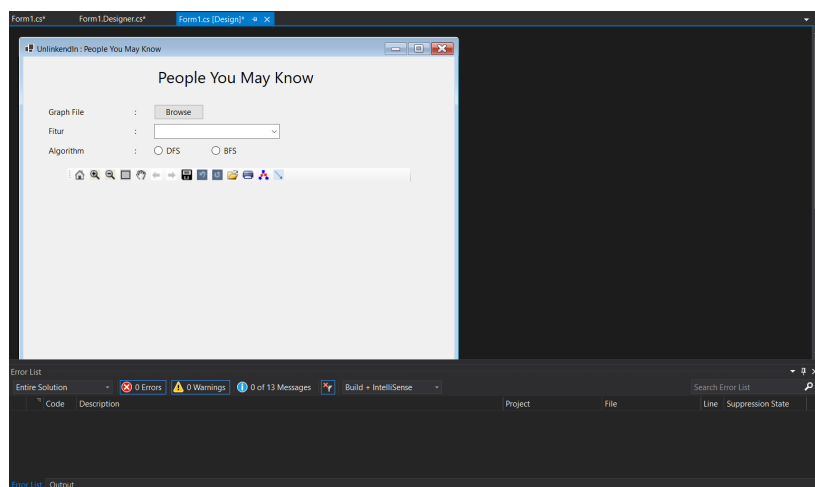 Form1.cs* Form1.Designer.cs* Form1.cs [Design]*
UnlinkendIn : People You May Know
People You May Know
Graph File : Browse
Fitur :
Algorithm : DFS BFS
Error List
Entire Solution 0 Errors 0 Warnings 0 of 13 Messages Build + IntelliSense Search Error List
Code Description Project File Line Suppression State
Error List Output